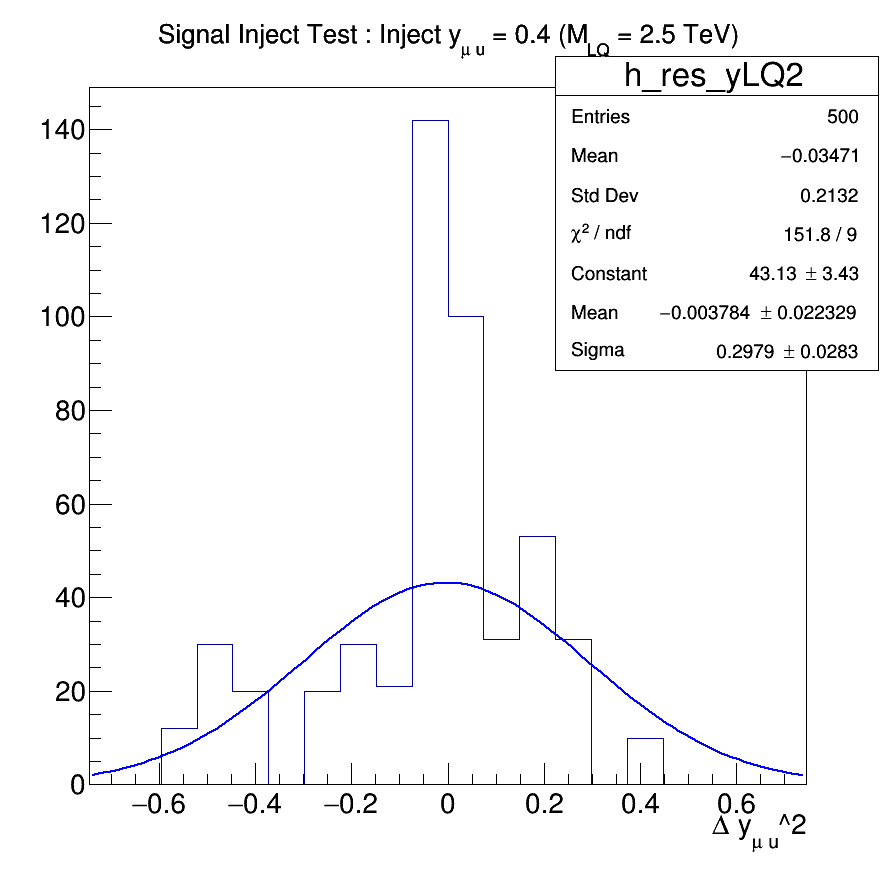 Signal Inject Test : Inject y μ u = 0.4 (M LQ = 2.5 TeV)
h_res_yLQ2
Entries 500
Mean −0.03471
Std Dev 0.2132
χ² / ndf 151.8 / 9
Constant 43.13 ± 3.43
Mean −0.003784 ± 0.022329
Sigma 0.2979 ± 0.0283
140
120
100
80
60
40
20
0
−0.6 −0.4 −0.2 0 0.2 0.4 0.6
Δ y μ u ^2